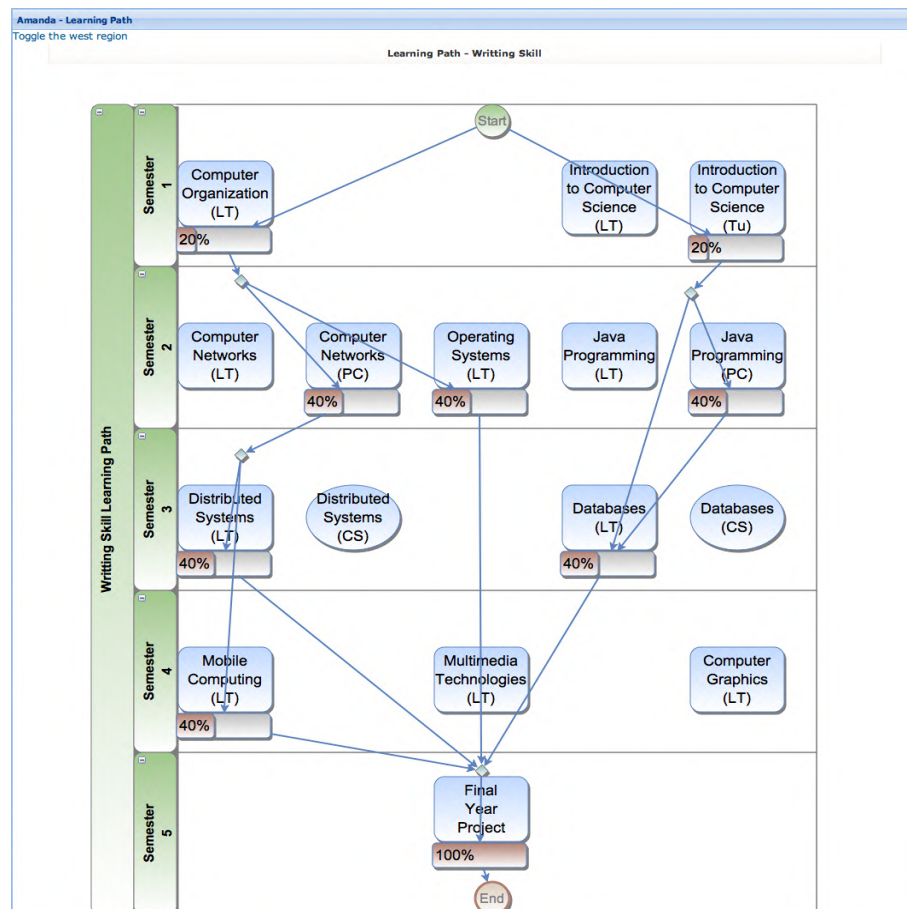 Amanda - Learning Path
Toggle the west region
Learning Path - Writting Skill
Writting Skill Learning Path
Start
Semester
1
Computer
Organization
(LT)
20%
Introduction
to Computer
Science
(LT)
Introduction
to Computer
Science
(Tu)
20%
Semester
2
Computer
Networks
(LT)
Computer
Networks
(PC)
40%
Operating
Systems
(LT)
40%
Java
Programming
(LT)
Java
Programming
(PC)
40%
Semester
3
Distributed
Systems
(LT)
40%
Distributed
Systems
(CS)
Databases
(LT)
40%
Databases
(CS)
Semester
4
Mobile
Computing
(LT)
40%
Multimedia
Technologies
(LT)
Computer
Graphics
(LT)
Semester
5
Final
Year
Project
100%
End